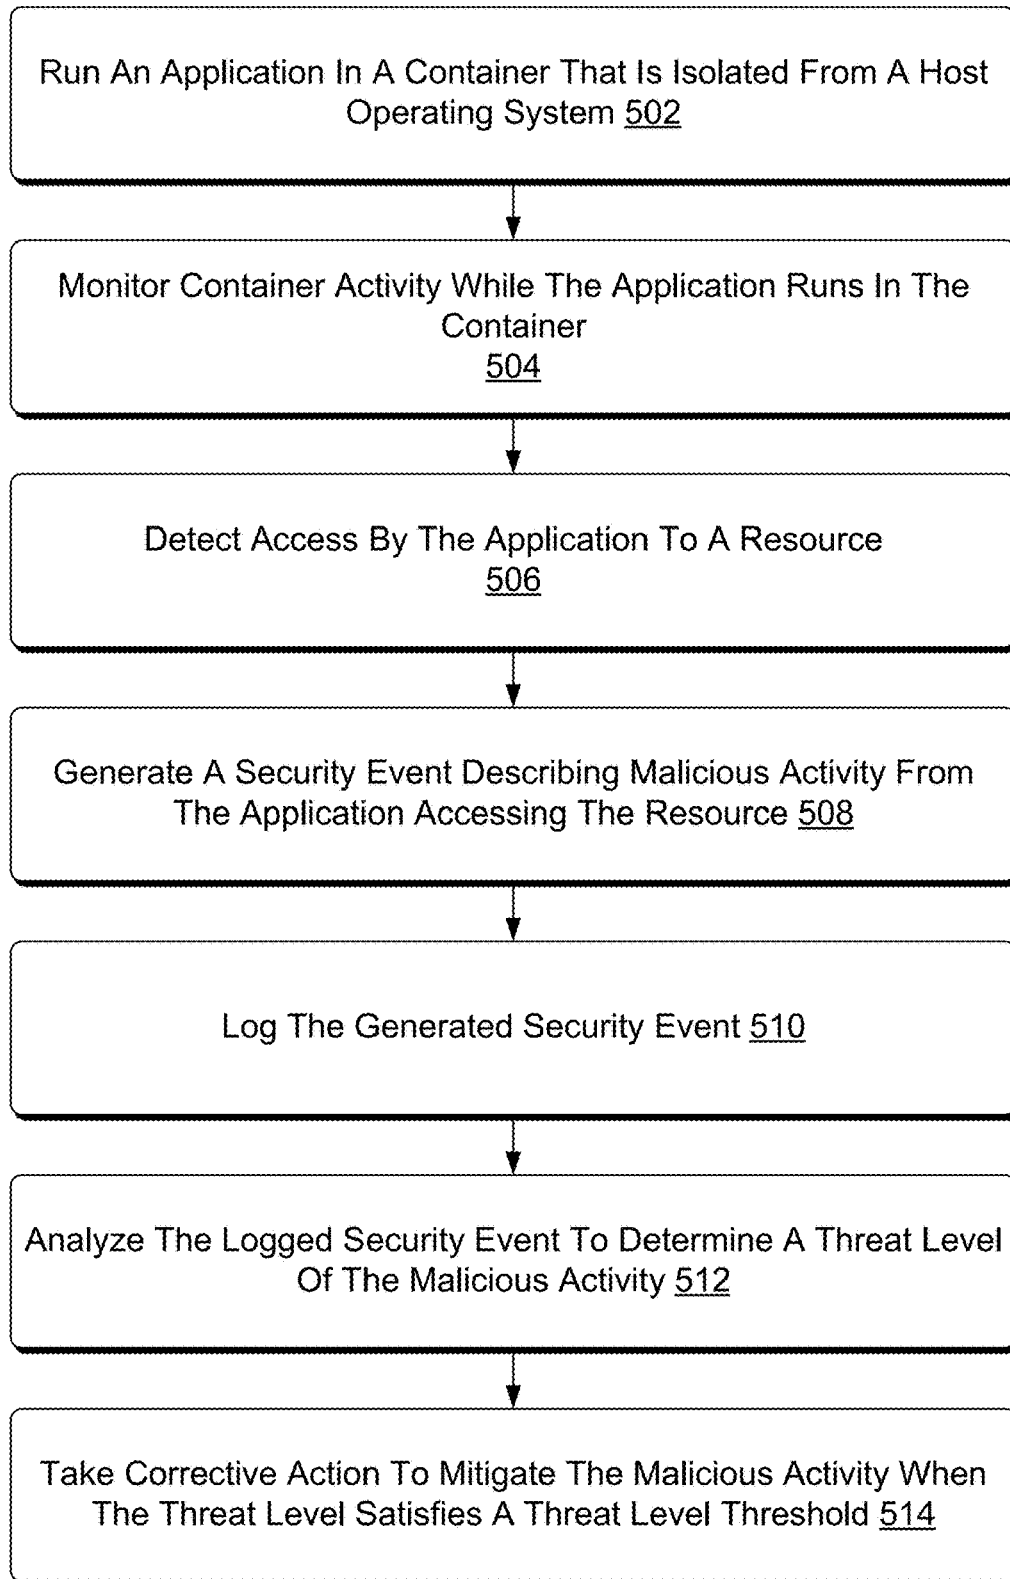 Run An Application In A Container That Is Isolated From A Host
Operating System 502
Monitor Container Activity While The Application Runs In The
Container
504
Detect Access By The Application To A Resource
506
Generate A Security Event Describing Malicious Activity From
The Application Accessing The Resource 508
Log The Generated Security Event 510
Analyze The Logged Security Event To Determine A Threat Level
Of The Malicious Activity 512
Take Corrective Action To Mitigate The Malicious Activity When
The Threat Level Satisfies A Threat Level Threshold 514